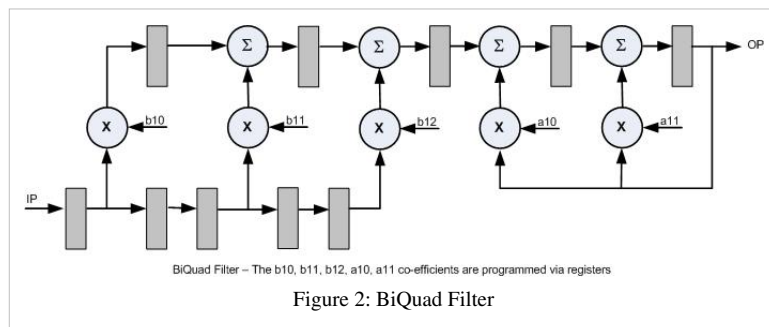 Σ
Σ
Σ
Σ
OP
X
b10
X
b11
X
b12
X
a10
X
a11
IP
BiQuad Filter – The b10, b11, b12, a10, a11 co-efficients are programmed via registers
Figure 2: BiQuad Filter